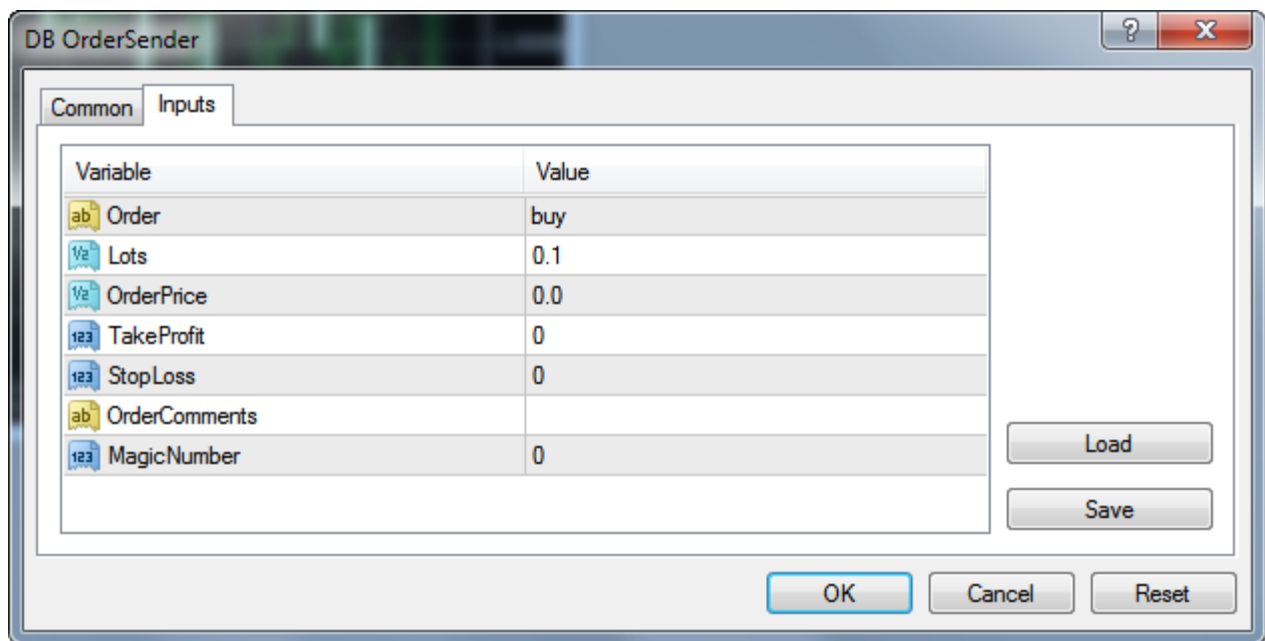 DB OrderSender
?
x
Common Inputs
Variable Value
ab Order buy
1/2 Lots 0.1
1/2 OrderPrice 0.0
123 TakeProfit 0
123 StopLoss 0
ab OrderComments
123 MagicNumber 0
Load
Save
OK Cancel Reset